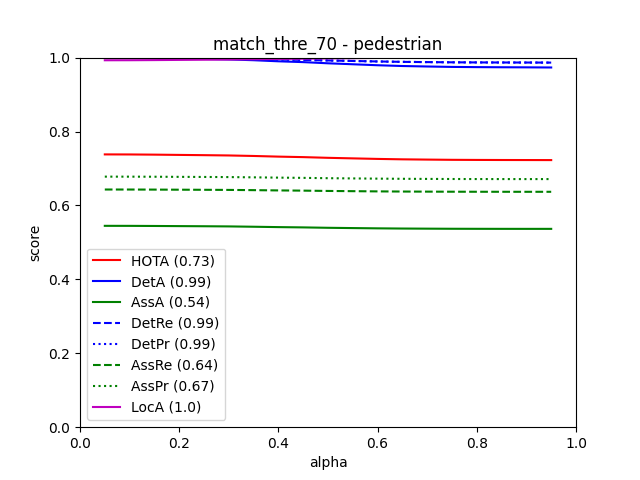 match_thre_70 - pedestrian
1.0
0.8
0.6
0.4
0.2
0.0
score
HOTA (0.73)
DetA (0.99)
AssA (0.54)
DetRe (0.99)
DetPr (0.99)
AssRe (0.64)
AssPr (0.67)
LocA (1.0)
0.0 0.2 0.4 0.6 0.8 1.0
alpha